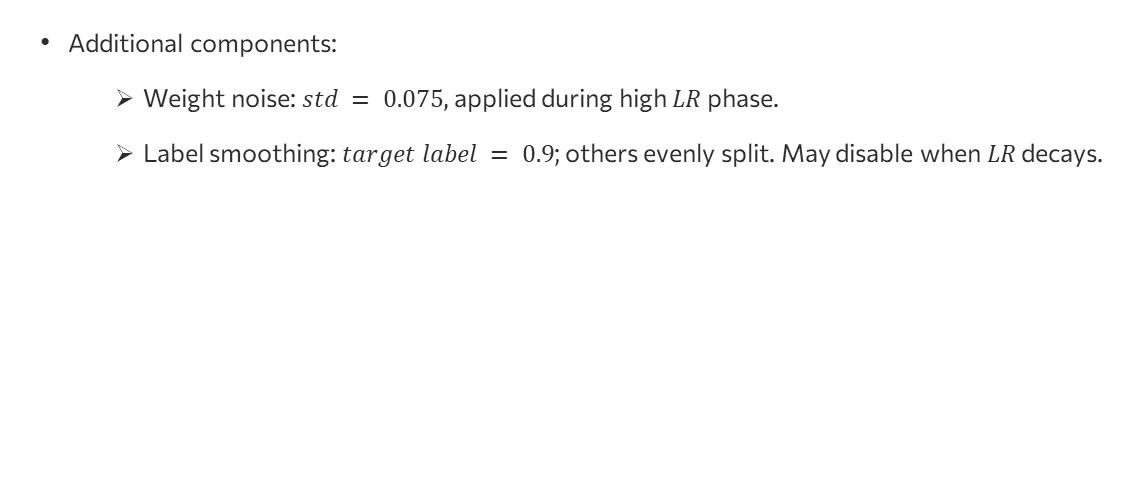 • Additional components:
➢ Weight noise: std = 0.075, applied during high LR phase.
➢ Label smoothing: target label = 0.9; others evenly split. May disable when LR decays.